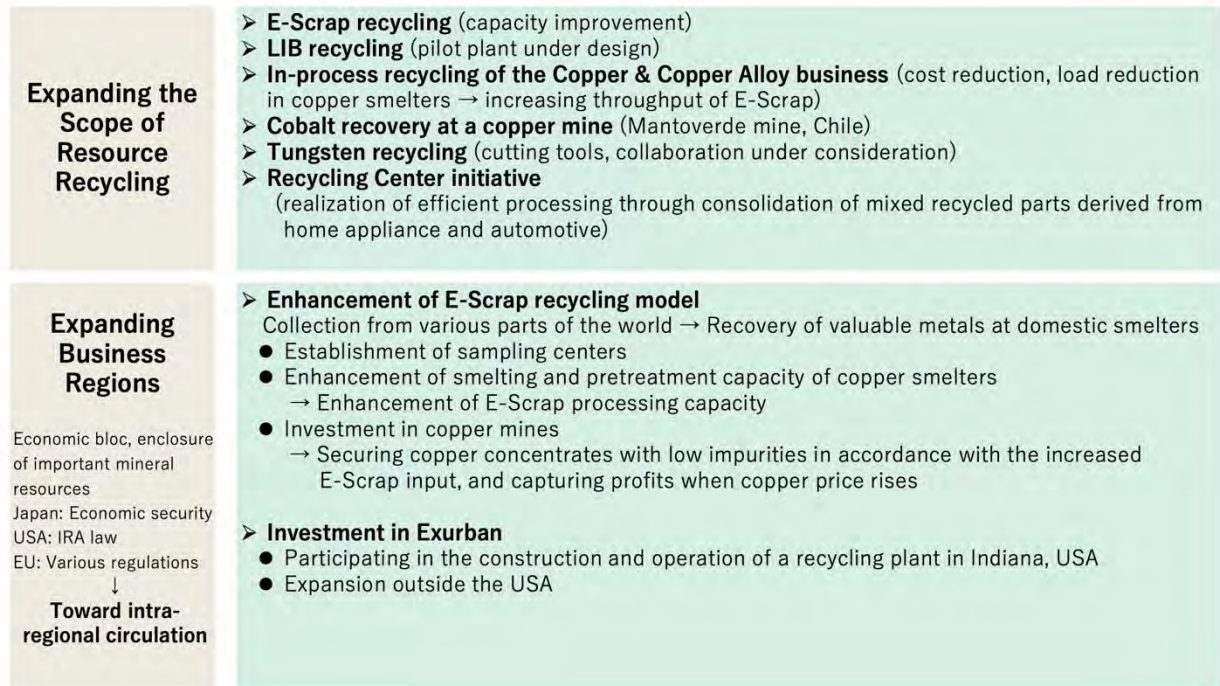 Expanding the
Scope of
Resource
Recycling
➢ E-Scrap recycling (capacity improvement)
➢ LIB recycling (pilot plant under design)
➢ In-process recycling of the Copper & Copper Alloy business (cost reduction, load reduction
in copper smelters → increasing throughput of E-Scrap)
➢ Cobalt recovery at a copper mine (Mantoverde mine, Chile)
➢ Tungsten recycling (cutting tools, collaboration under consideration)
➢ Recycling Center initiative
(realization of efficient processing through consolidation of mixed recycled parts derived from
home appliance and automotive)
Expanding
Business
Regions
Economic bloc, enclosure
of important mineral
resources
Japan: Economic security
USA: IRA law
EU: Various regulations
↓
Toward intra-
regional circulation
➢ Enhancement of E-Scrap recycling model
Collection from various parts of the world → Recovery of valuable metals at domestic smelters
● Establishment of sampling centers
● Enhancement of smelting and pretreatment capacity of copper smelters
→ Enhancement of E-Scrap processing capacity
● Investment in copper mines
→ Securing copper concentrates with low impurities in accordance with the increased
E-Scrap input, and capturing profits when copper price rises
➢ Investment in Exurban
● Participating in the construction and operation of a recycling plant in Indiana, USA
● Expansion outside the USA